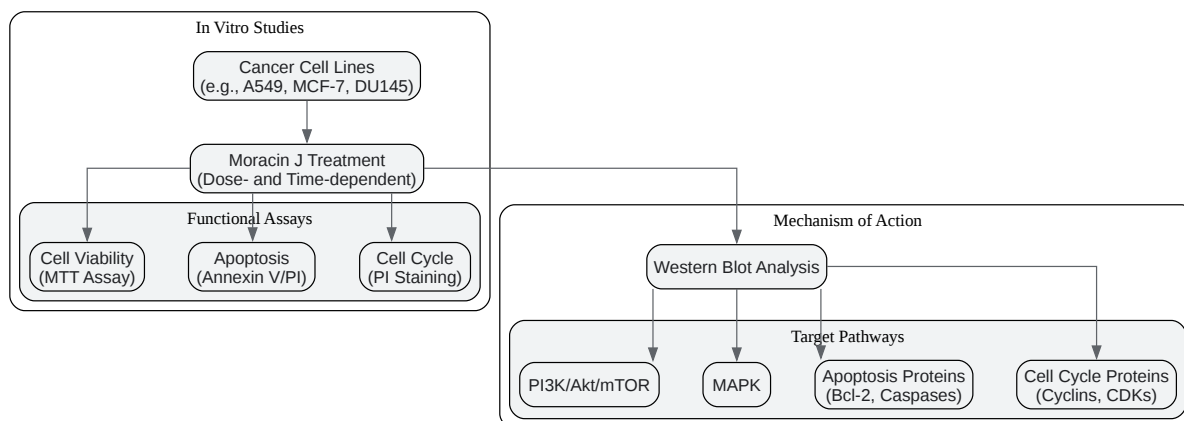 In Vitro Studies
Cancer Cell Lines
(e.g., A549, MCF-7, DU145)
Moracin J Treatment
(Dose- and Time-dependent)
Functional Assays
Cell Viability
(MTT Assay)
Apoptosis
(Annexin V/PI)
Cell Cycle
(PI Staining)
Mechanism of Action
Western Blot Analysis
Target Pathways
PI3K/Akt/mTOR
MAPK
Apoptosis Proteins
(Bcl-2, Caspases)
Cell Cycle Proteins
(Cyclins, CDKs)